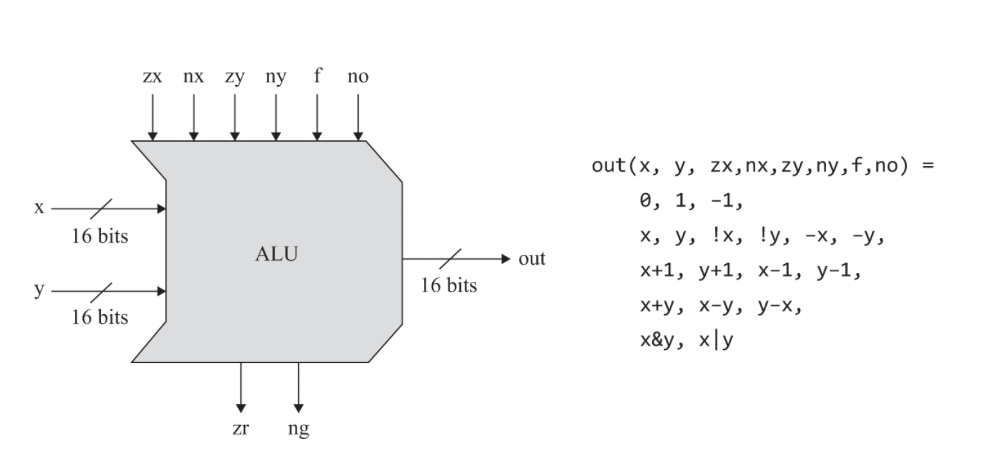 zx nx zy ny f no
x
16 bits
y
16 bits
ALU
out
16 bits
zr ng
out(x, y, zx,nx,zy,ny,f,no) =
0, 1, −1,
x, y, !x, !y, −x, −y,
x+1, y+1, x−1, y−1,
x+y, x−y, y−x,
x&y, x|y